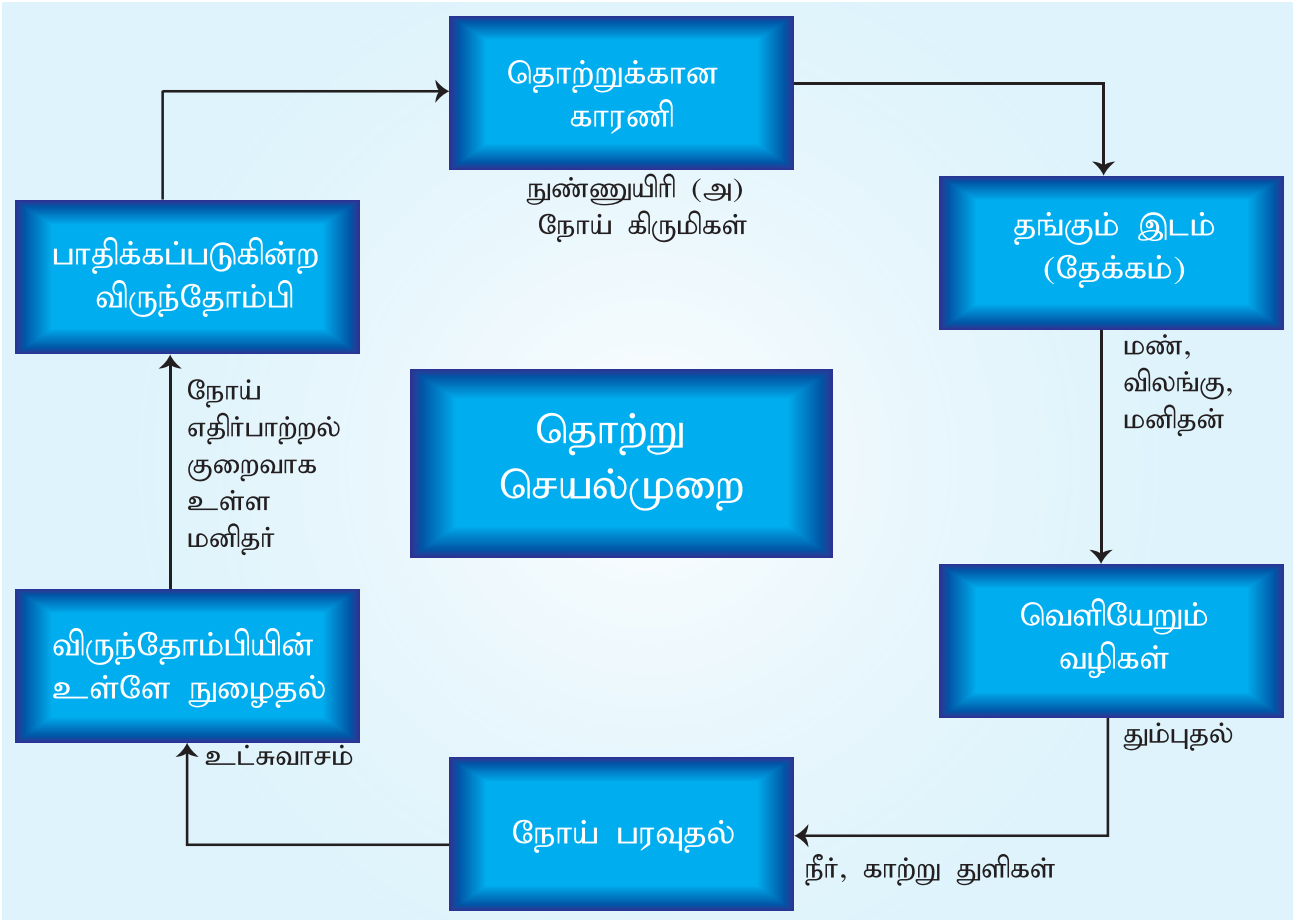 தொற்றுக்கான
காரணி
நுண்ணுயிரி (அ)
நோய் கிருமிகள்
தங்கும் இடம்
(தேக்கம்)
மண்,
விலங்கு,
மனிதன்
வெளியேறும்
வழிகள்
தும்புதல்
நீர், காற்று துளிகள்
நோய் பரவுதல்
உட்சுவாசம்
விருந்தோம்பியின்
உள்ளே நுழைதல்
நோய்
எதிர்பாற்றல்
குறைவாக
உள்ள
மனிதர்
பாதிக்கப்படுகின்ற
விருந்தோம்பி
தொற்று
செயல்முறை